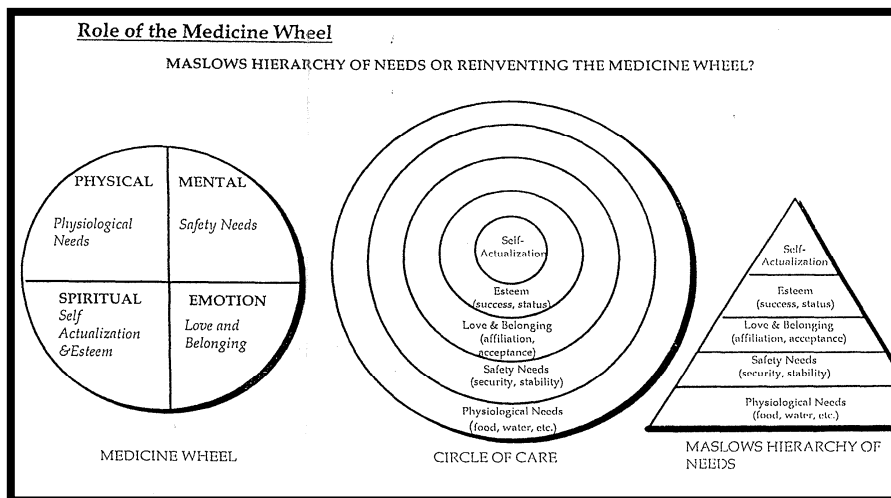 Role of the Medicine Wheel
MASLOWS HIERARCHY OF NEEDS OR REINVENTING THE MEDICINE WHEEL?
PHYSICAL
Physiological
Needs
MENTAL
Safety Needs
SPIRITUAL
Self
Actualization
&Esteem
EMOTION
Love and
Belonging
MEDICINE WHEEL
Self-
Actualization
Esteem
(success, status)
Love & Belonging
(affiliation,
acceptance)
Safety Needs
(security, stability)
Physiological Needs
(food, water, etc.)
CIRCLE OF CARE
Self-
Actualization
Esteem
(success, status)
Love & Belonging
(affiliation, acceptance)
Safety Needs
(security, stability)
Physiological Needs
(food, water, etc.)
MASLOWS HIERARCHY OF
NEEDS